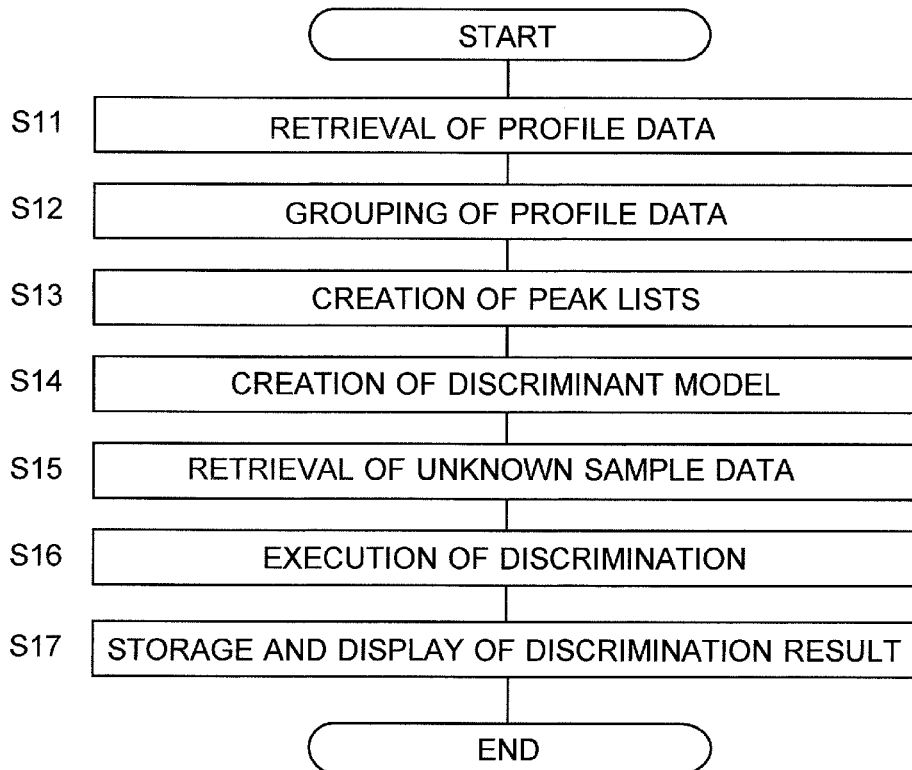 START
S11 RETRIEVAL OF PROFILE DATA
S12 GROUPING OF PROFILE DATA
S13 CREATION OF PEAK LISTS
S14 CREATION OF DISCRIMINANT MODEL
S15 RETRIEVAL OF UNKNOWN SAMPLE DATA
S16 EXECUTION OF DISCRIMINATION
S17 STORAGE AND DISPLAY OF DISCRIMINATION RESULT
END